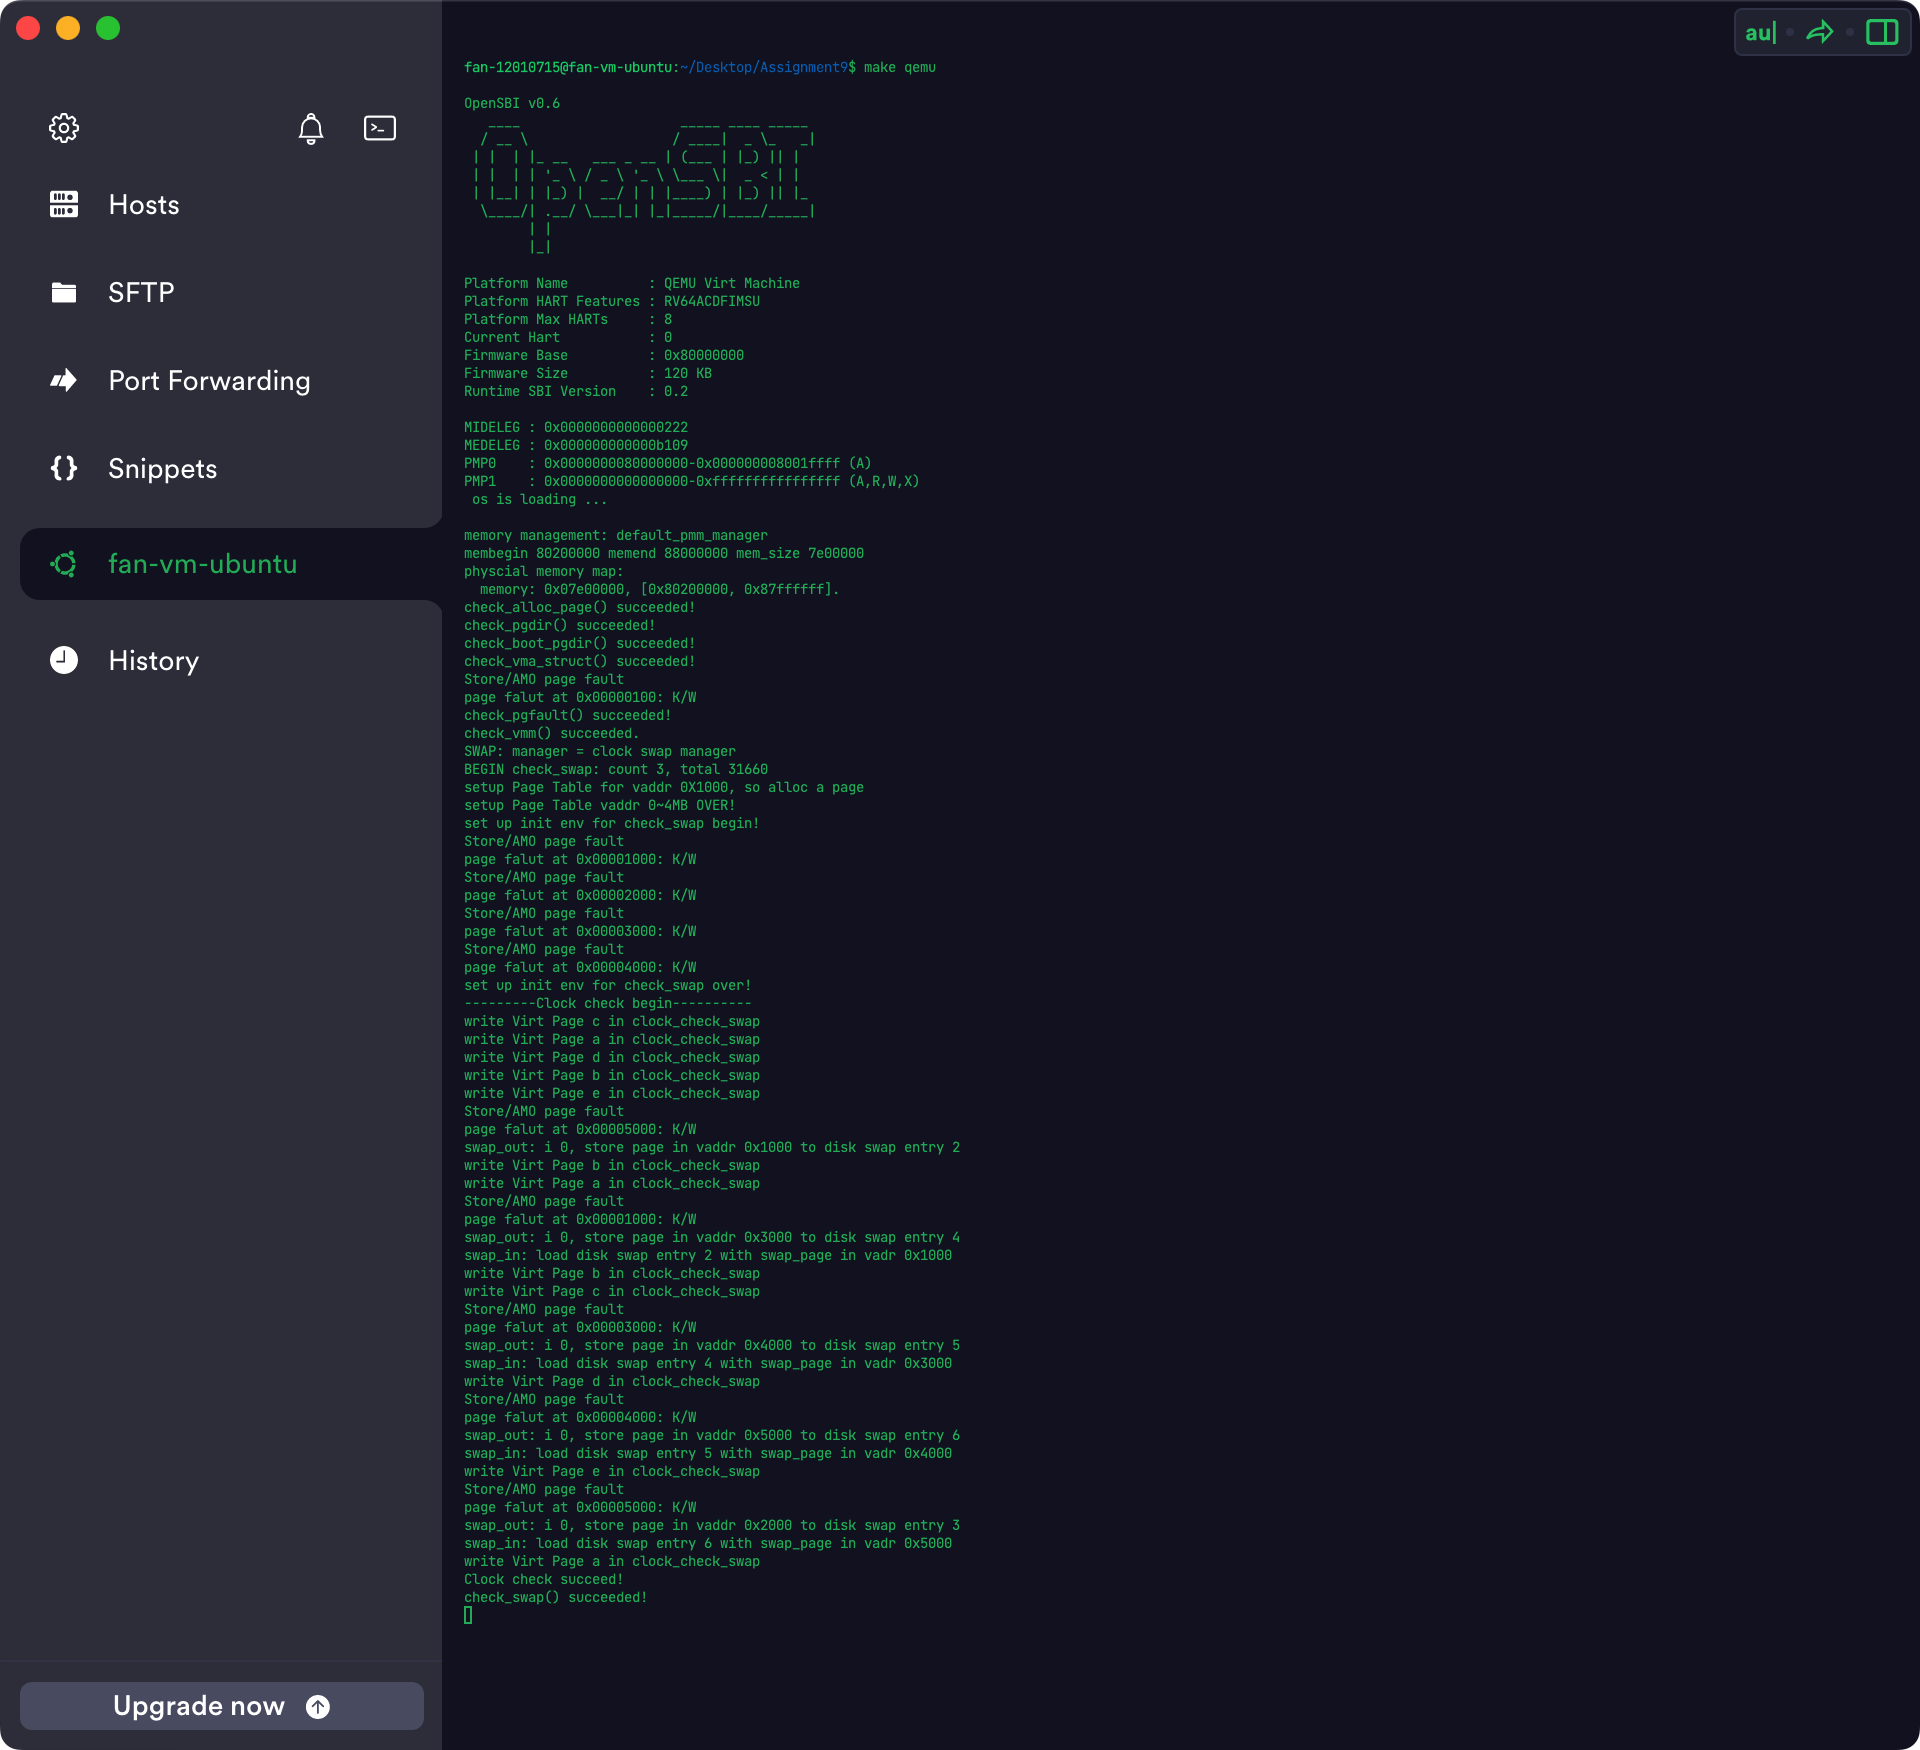 au
Hosts
SFTP
Port Forwarding
Snippets
fan-vm-ubuntu
History
Upgrade now
fan-12010715@fan-vm-ubuntu:~/Desktop/Assignment9$ make qemu
OpenSBI v0.6
   ____                    _____ ____ _____
  / __ \                  / ____|  _ \_   _|
 | |  | |_ __   ___ _ __ | (___ | |_) || |
 | |  | | '_ \ / _ \ '_ \ \___ \|  _ < | |
 | |__| | |_) |  __/ | | |____) | |_) || |_
  \____/| .__/ \___|_| |_|_____/|____/_____|
        | |
        |_|
Platform Name          : QEMU Virt Machine
Platform HART Features : RV64ACDFIMSU
Platform Max HARTs     : 8
Current Hart           : 0
Firmware Base          : 0x80000000
Firmware Size          : 120 KB
Runtime SBI Version    : 0.2
MIDELEG : 0x0000000000000222
MEDELEG : 0x000000000000b109
PMP0    : 0x0000000080000000-0x000000008001ffff (A)
PMP1    : 0x0000000000000000-0xffffffffffffffff (A,R,W,X)
 os is loading ...
memory management: default_pmm_manager
membegin 80200000 memend 88000000 mem_size 7e00000
physcial memory map:
  memory: 0x07e00000, [0x80200000, 0x87ffffff].
check_alloc_page() succeeded!
check_pgdir() succeeded!
check_boot_pgdir() succeeded!
check_vma_struct() succeeded!
Store/AMO page fault
page falut at 0x00000100: K/W
check_pgfault() succeeded!
check_vmm() succeeded.
SWAP: manager = clock swap manager
BEGIN check_swap: count 3, total 31660
setup Page Table for vaddr 0X1000, so alloc a page
setup Page Table vaddr 0~4MB OVER!
set up init env for check_swap begin!
Store/AMO page fault
page falut at 0x00001000: K/W
Store/AMO page fault
page falut at 0x00002000: K/W
Store/AMO page fault
page falut at 0x00003000: K/W
Store/AMO page fault
page falut at 0x00004000: K/W
set up init env for check_swap over!
---------Clock check begin----------
write Virt Page c in clock_check_swap
write Virt Page a in clock_check_swap
write Virt Page d in clock_check_swap
write Virt Page b in clock_check_swap
write Virt Page e in clock_check_swap
Store/AMO page fault
page falut at 0x00005000: K/W
swap_out: i 0, store page in vaddr 0x1000 to disk swap entry 2
write Virt Page b in clock_check_swap
write Virt Page a in clock_check_swap
Store/AMO page fault
page falut at 0x00001000: K/W
swap_out: i 0, store page in vaddr 0x3000 to disk swap entry 4
swap_in: load disk swap entry 2 with swap_page in vadr 0x1000
write Virt Page b in clock_check_swap
write Virt Page c in clock_check_swap
Store/AMO page fault
page falut at 0x00003000: K/W
swap_out: i 0, store page in vaddr 0x4000 to disk swap entry 5
swap_in: load disk swap entry 4 with swap_page in vadr 0x3000
write Virt Page d in clock_check_swap
Store/AMO page fault
page falut at 0x00004000: K/W
swap_out: i 0, store page in vaddr 0x5000 to disk swap entry 6
swap_in: load disk swap entry 5 with swap_page in vadr 0x4000
write Virt Page e in clock_check_swap
Store/AMO page fault
page falut at 0x00005000: K/W
swap_out: i 0, store page in vaddr 0x2000 to disk swap entry 3
swap_in: load disk swap entry 6 with swap_page in vadr 0x5000
write Virt Page a in clock_check_swap
Clock check succeed!
check_swap() succeeded!